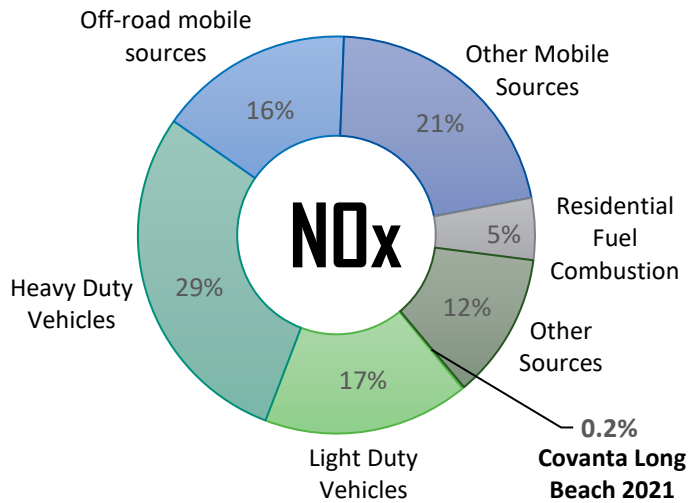 Off-road mobile
sources
16%
Other Mobile
Sources
21%
Residential
Fuel
Combustion
5%
NOx
Heavy Duty
Vehicles
29%
12%
Other
Sources
17%
Light Duty
Vehicles
0.2%
Covanta Long
Beach 2021